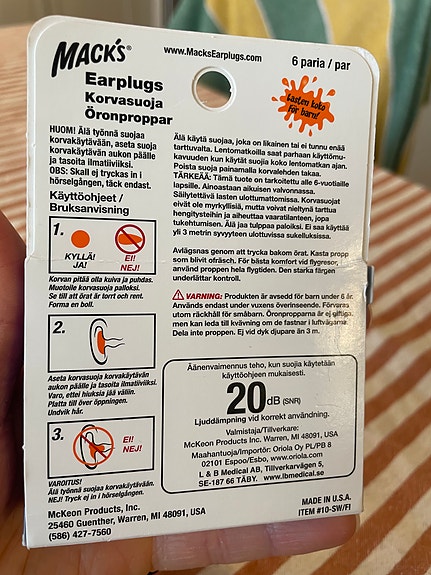 MACK'S®
www.MacksEarplugs.com
6 paria / par
Earplugs
Korvasuoja
Öronproppar
Lasten koko
För barn!
HUOM! Älä työnnä suojaa
korvakäytävään, aseta suoja
korvakäytävän aukon päälle
ja tasoita ilmatiiviiksi.
OBS: Skall ej tryckas in i
hörselgången, täck endast.
Käyttöohjeet /
Bruksanvisning
1.
KYLLÄ!
JA!
EI!
NEJ!
Korvan pitää olla kuiva ja puhdas.
Muotoile korvasuoja palloksi.
Se till att örat är torrt och rent.
Forma en boll.
2.
Aseta korvasuoja korvakäytävän
aukon päälle ja tasoita ilmatiiviiksi.
Varo, ettei hiuksia jää väliin.
Platta till över öppningen.
Undvik hår.
3.
EI!
NEJ!
VAROITUS!
Älä työnnä suojaa korvakäytävään.
NEJ! Tryck ej in i hörselgången.
McKeon Products, Inc.
25460 Guenther, Warren, MI 48091, USA
(586) 427-7560
Älä käytä suojaa, joka on likainen tai ei tunnu enää
tarttuvalta. Lentomatkoilla saat parhaan käyttömu-
kavuuden kun käytät suojia koko lentomatkan ajan.
Poista suoja painamalla korvalehden takaa.
TÄRKEÄÄ: Tämä tuote on tarkoitettu alle 6-vuotiaille
lapsille. Ainoastaan aikuisen valvonnassa.
Säilytettävä lasten ulottumattomissa. Korvasuojat
eivät ole myrkyllisiä, mutta voivat nieltynä tarttua
hengitysteihin ja aiheuttaa vaaratilanteen, jopa
tukehtumisen. Älä jaa tulppaa paloiksi. Ei saa käyttää
yli 3 metrin syvyyteen ulottuvissa sukelluksissa.
Avlägsnas genom att trycka bakom örat. Kasta propp
som blivit ofräsch. För bästa komfort vid flygresor,
använd proppen hela flygtiden. Den starka färgen
underlättar kontroll.
VARNING: Produkten är avsedd för barn under 6 år.
Används endast under vuxens överinseende. Förvaras
utom räckhåll för småbarn. Öronpropparna är ej giftiga
men kan leda till kvävning om de fastnar i luftvägarna.
Dela inte proppen. Ej vid dyk djupare än 3 m.
Äänenvaimennus teho, kun suojia käytetään
käyttöohjeen mukaisesti.
20 dB (SNR)
Ljuddämpning vid korrekt användning.
Valmistaja/Tillverkare:
McKeon Products Inc. Warren, MI 48091, USA
Maahantuoja/Importör: Oriola Oy PL/PB 8
02101 Espoo/Esbo, www.oriola.com
L & B Medical AB, Tillverkarvägen 5,
SE-187 66 TÄBY. www.lbmedical.se
MADE IN U.S.A.
ITEM #10-SW/FI